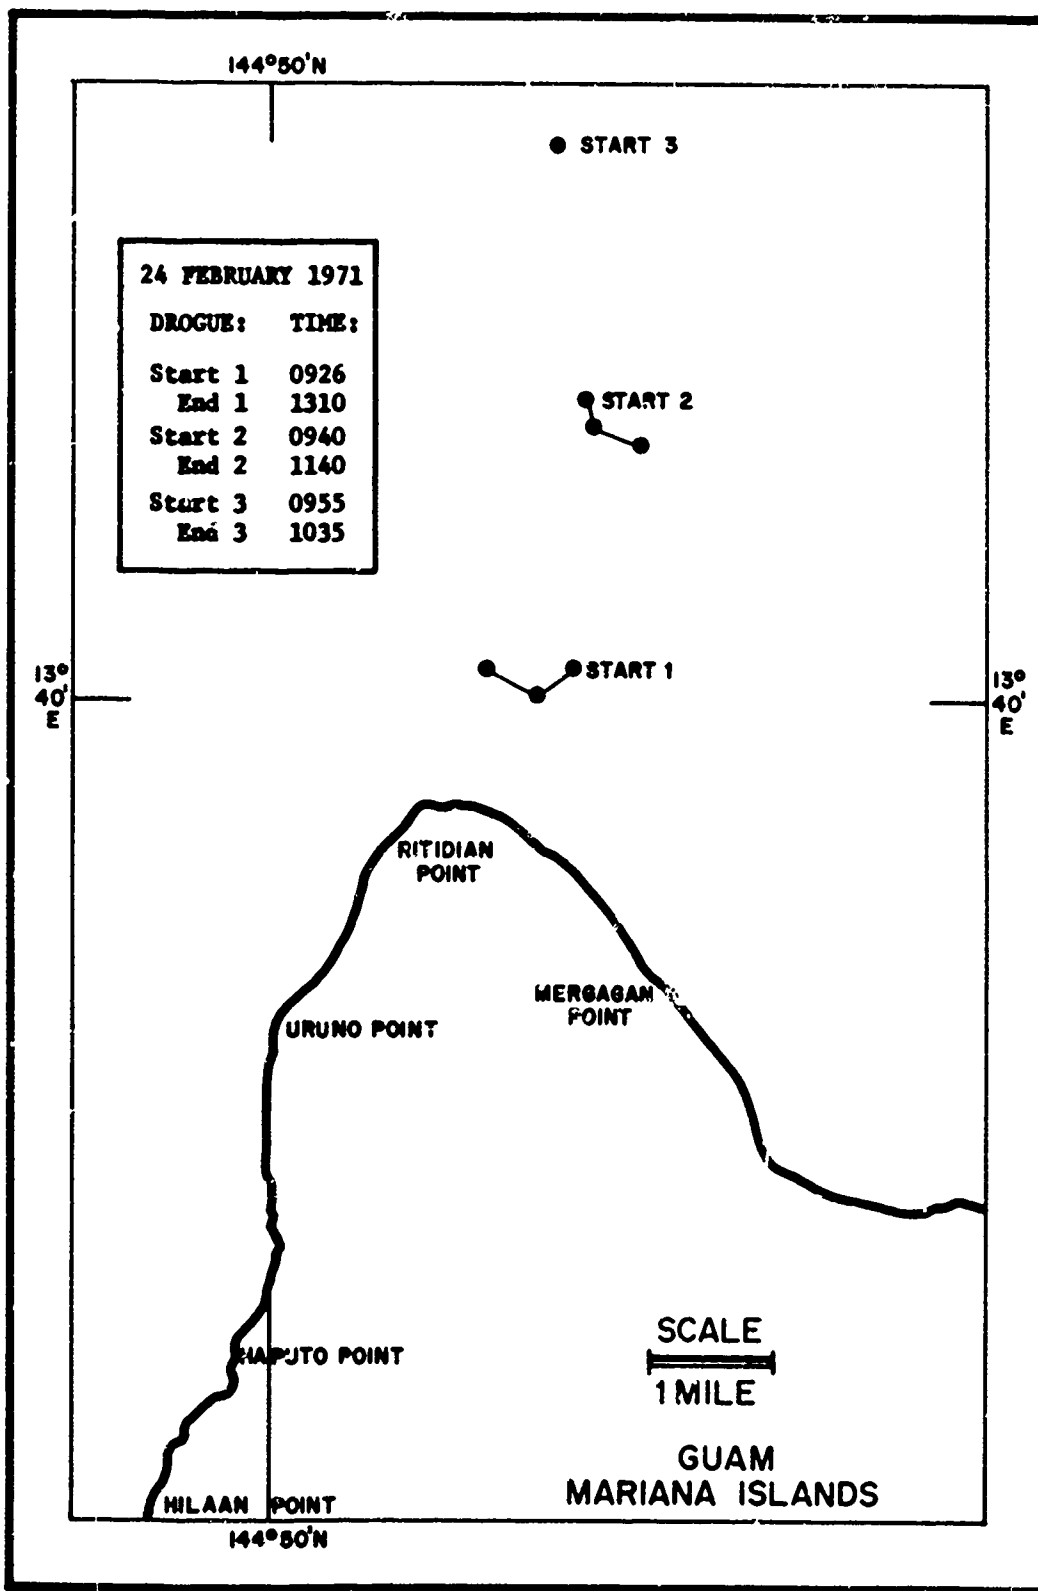 144°50'N
START 3
24 FEBRUARY 1971
DROGUE: TIME:
Start 1 0926
End 1 1310
Start 2 0940
End 2 1140
Start 3 0955
End 3 1035
START 2
START 1
13°
40'
E
13°
40'
E
RITIDIAN
POINT
MERGAGAN
POINT
URUNO POINT
HAPUTO POINT
SCALE
1 MILE
GUAM
MARIANA ISLANDS
HILAAN POINT
144°50'N